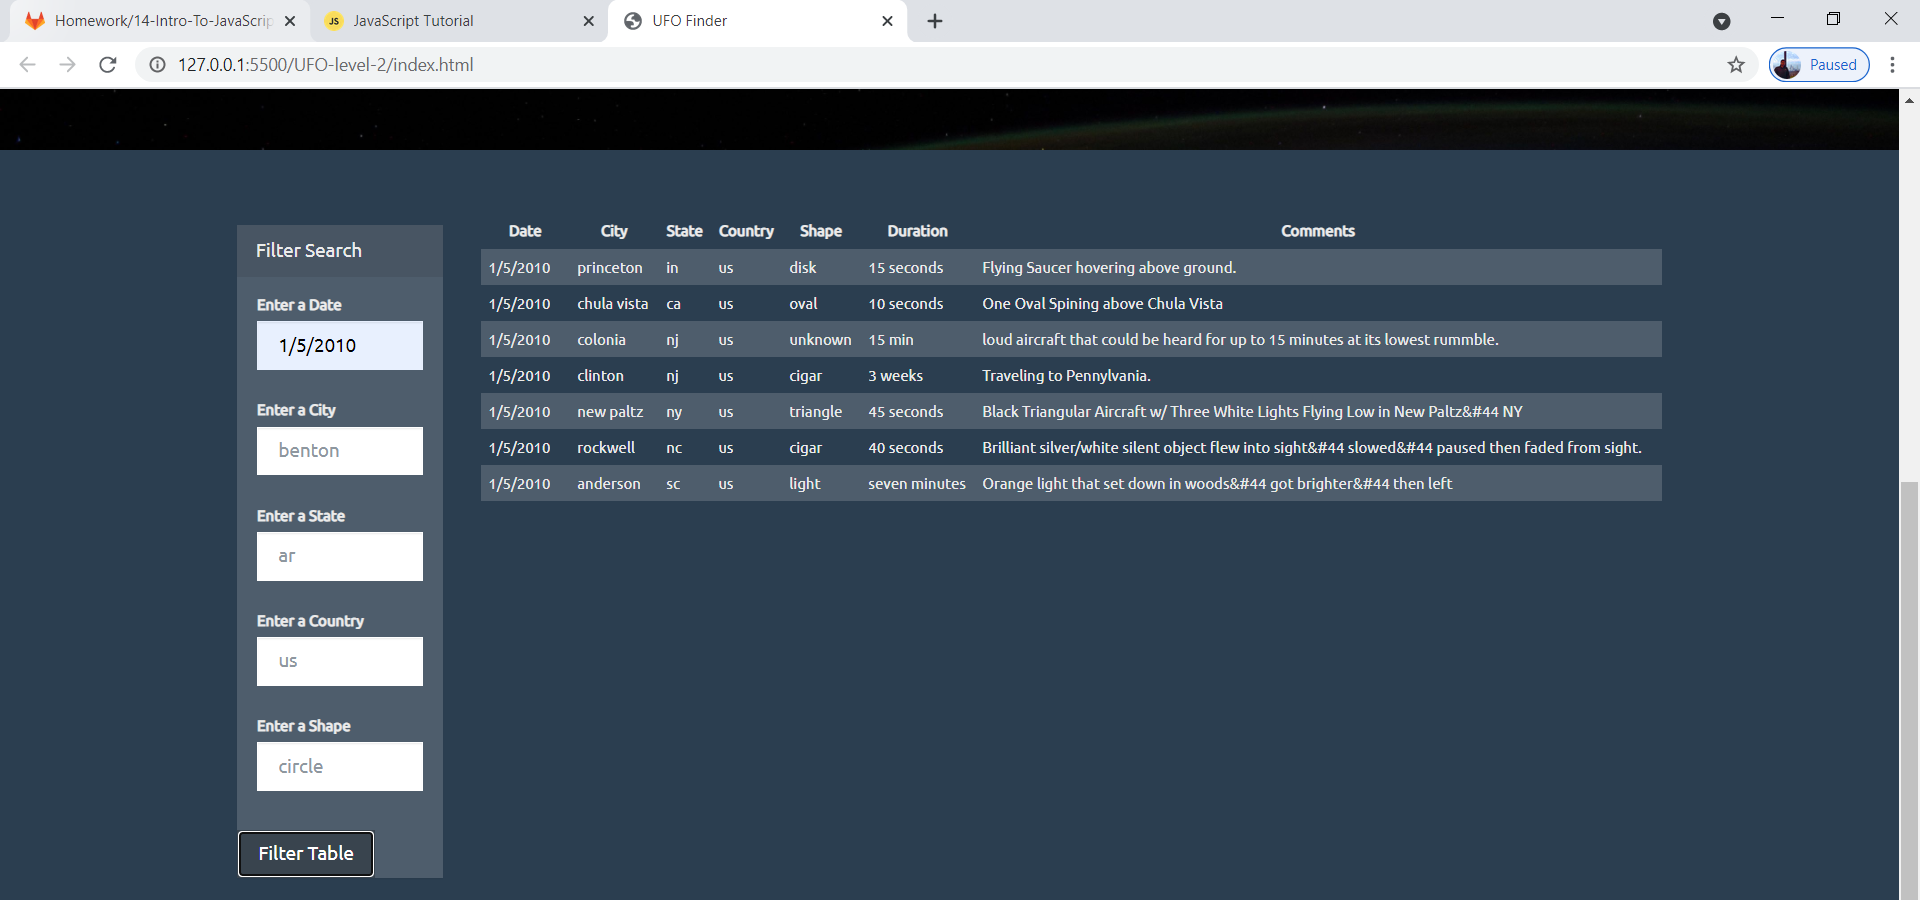 Homework/14-Intro-To-JavaScrip
JS JavaScript Tutorial
UFO Finder
127.0.0.1:5500/UFO-level-2/index.html
Paused
Filter Search
Enter a Date
1/5/2010
Enter a City
benton
Enter a State
ar
Enter a Country
us
Enter a Shape
circle
Filter Table
Date City State Country Shape Duration Comments
1/5/2010 princeton in us disk 15 seconds Flying Saucer hovering above ground.
1/5/2010 chula vista ca us oval 10 seconds One Oval Spining above Chula Vista
1/5/2010 colonia nj us unknown 15 min loud aircraft that could be heard for up to 15 minutes at its lowest rummble.
1/5/2010 clinton nj us cigar 3 weeks Traveling to Pennylvania.
1/5/2010 new paltz ny us triangle 45 seconds Black Triangular Aircraft w/ Three White Lights Flying Low in New Paltz&#44 NY
1/5/2010 rockwell nc us cigar 40 seconds Brilliant silver/white silent object flew into sight&#44 slowed&#44 paused then faded from sight.
1/5/2010 anderson sc us light seven minutes Orange light that set down in woods&#44 got brighter&#44 then left